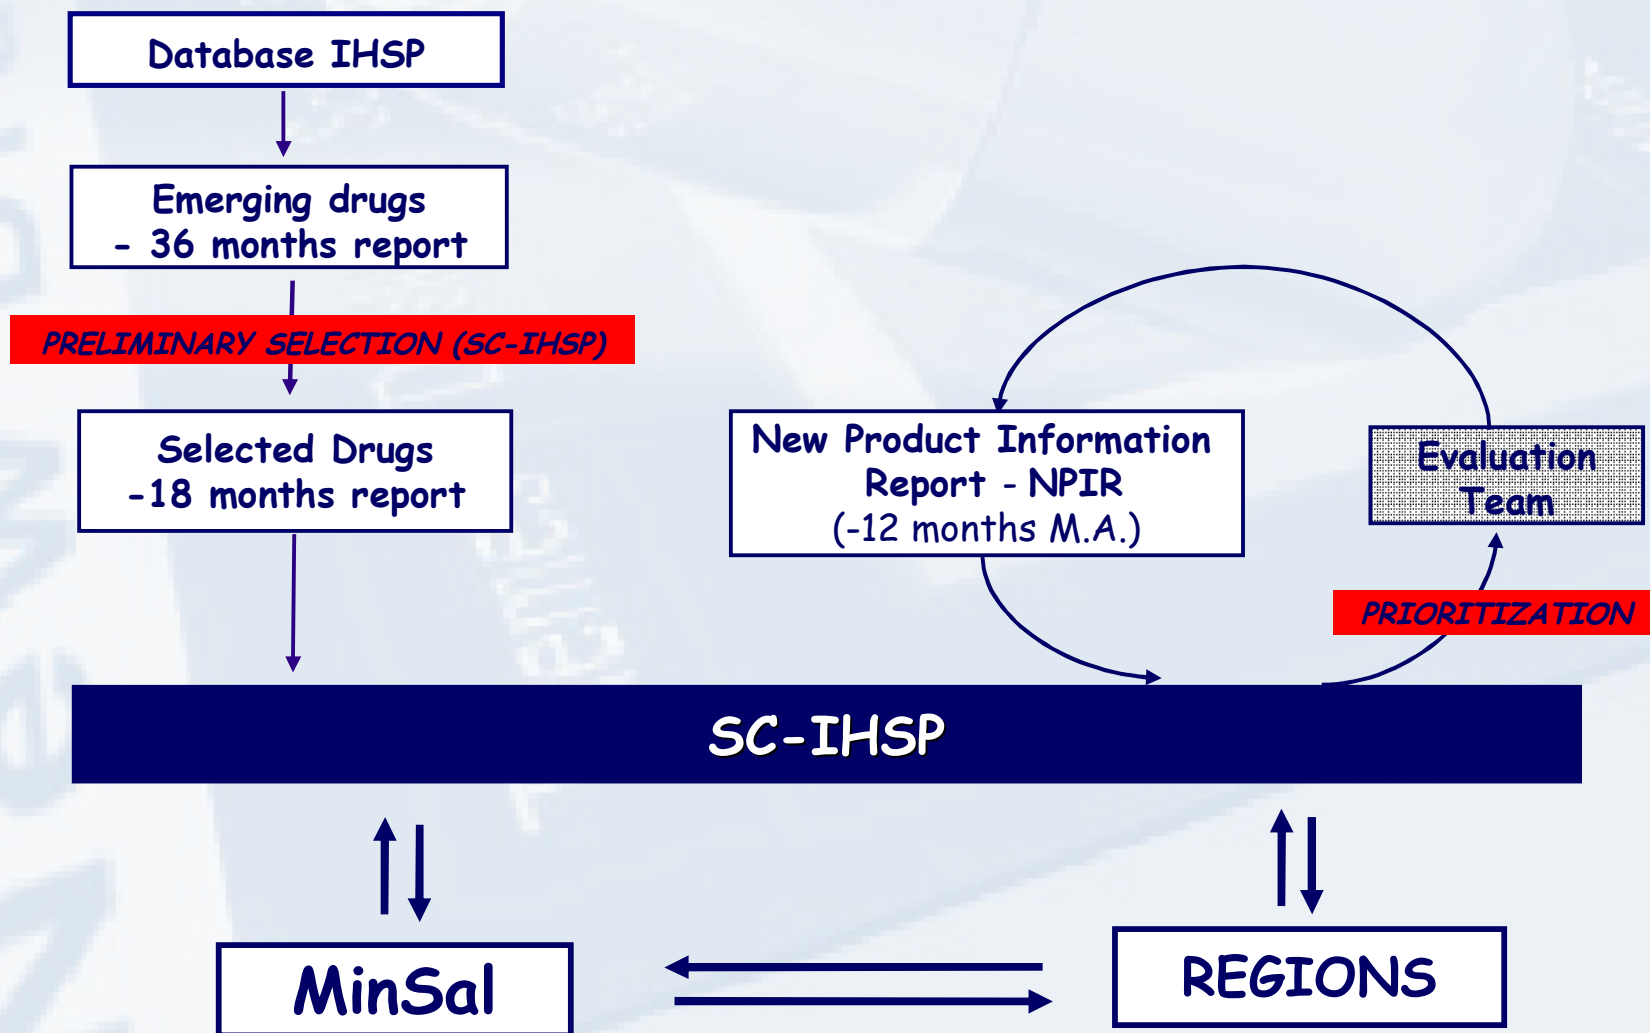 Database IHSP
Emerging drugs
- 36 months report
PRELIMINARY SELECTION (SC-IHSP)
Selected Drugs
-18 months report
New Product Information
Report - NPIR
(-12 months M.A.)
Evaluation
Team
PRIORITIZATION
SC-IHSP
MinSal
REGIONS